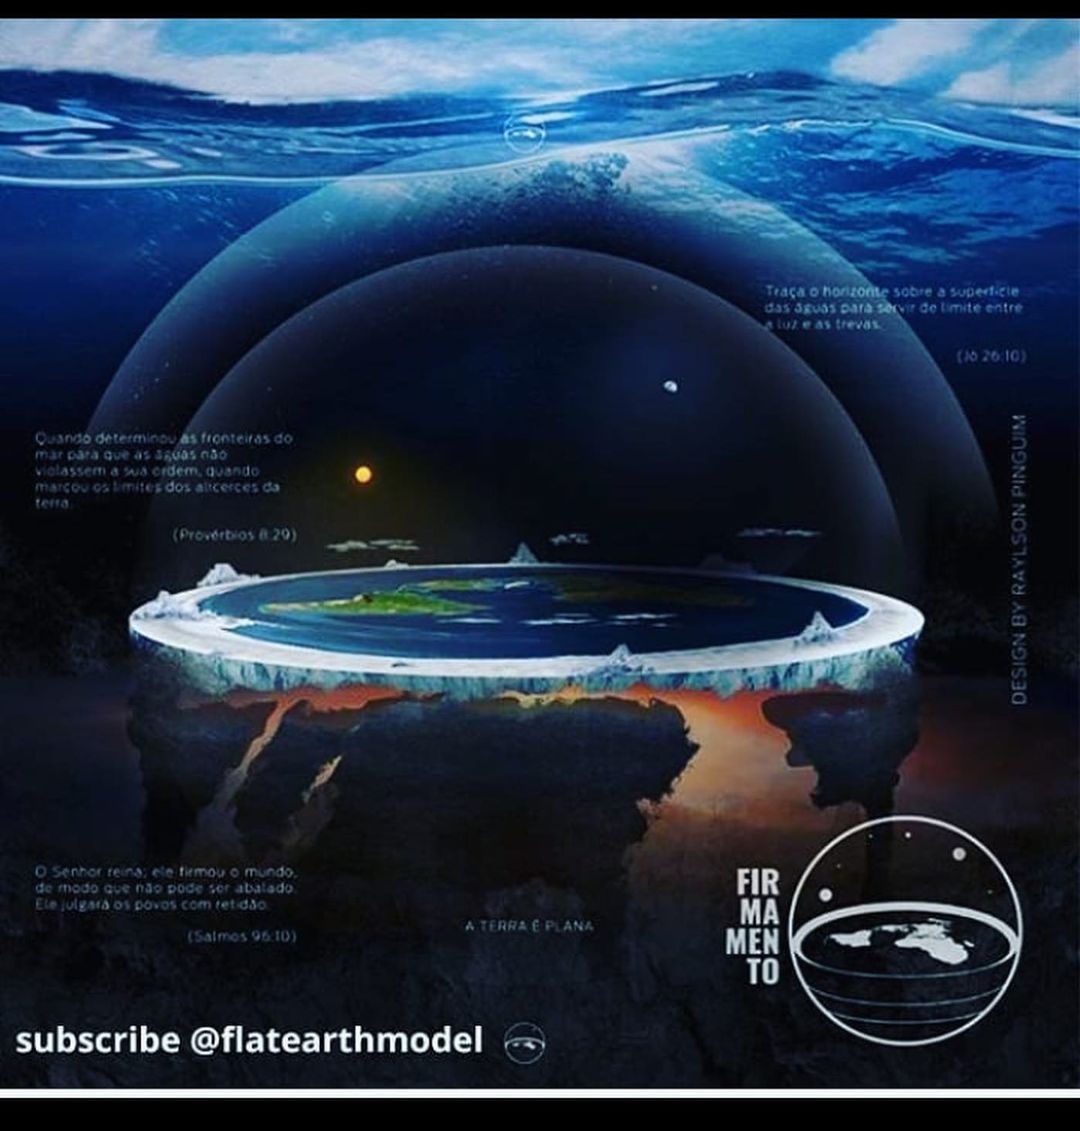 Traça o horizonte sobre a superfície
das águas para servir de limite entre
a luz e as trevas.
(Jó 26:10)
Quando determinou as fronteiras do
mar para que as águas não
violassem a sua ordem, quando
marcou os limites dos alicerces da
terra.
(Provérbios 8:29)
DESIGN BY RAYLSON PINGUIM
O Senhor reina; ele firmou o mundo,
de modo que não pode ser abalado.
Ele julgará os povos com retidão.
(Salmos 96:10)
A TERRA É PLANA
FIR
MA
MEN
TO
subscribe @flatearthmodel